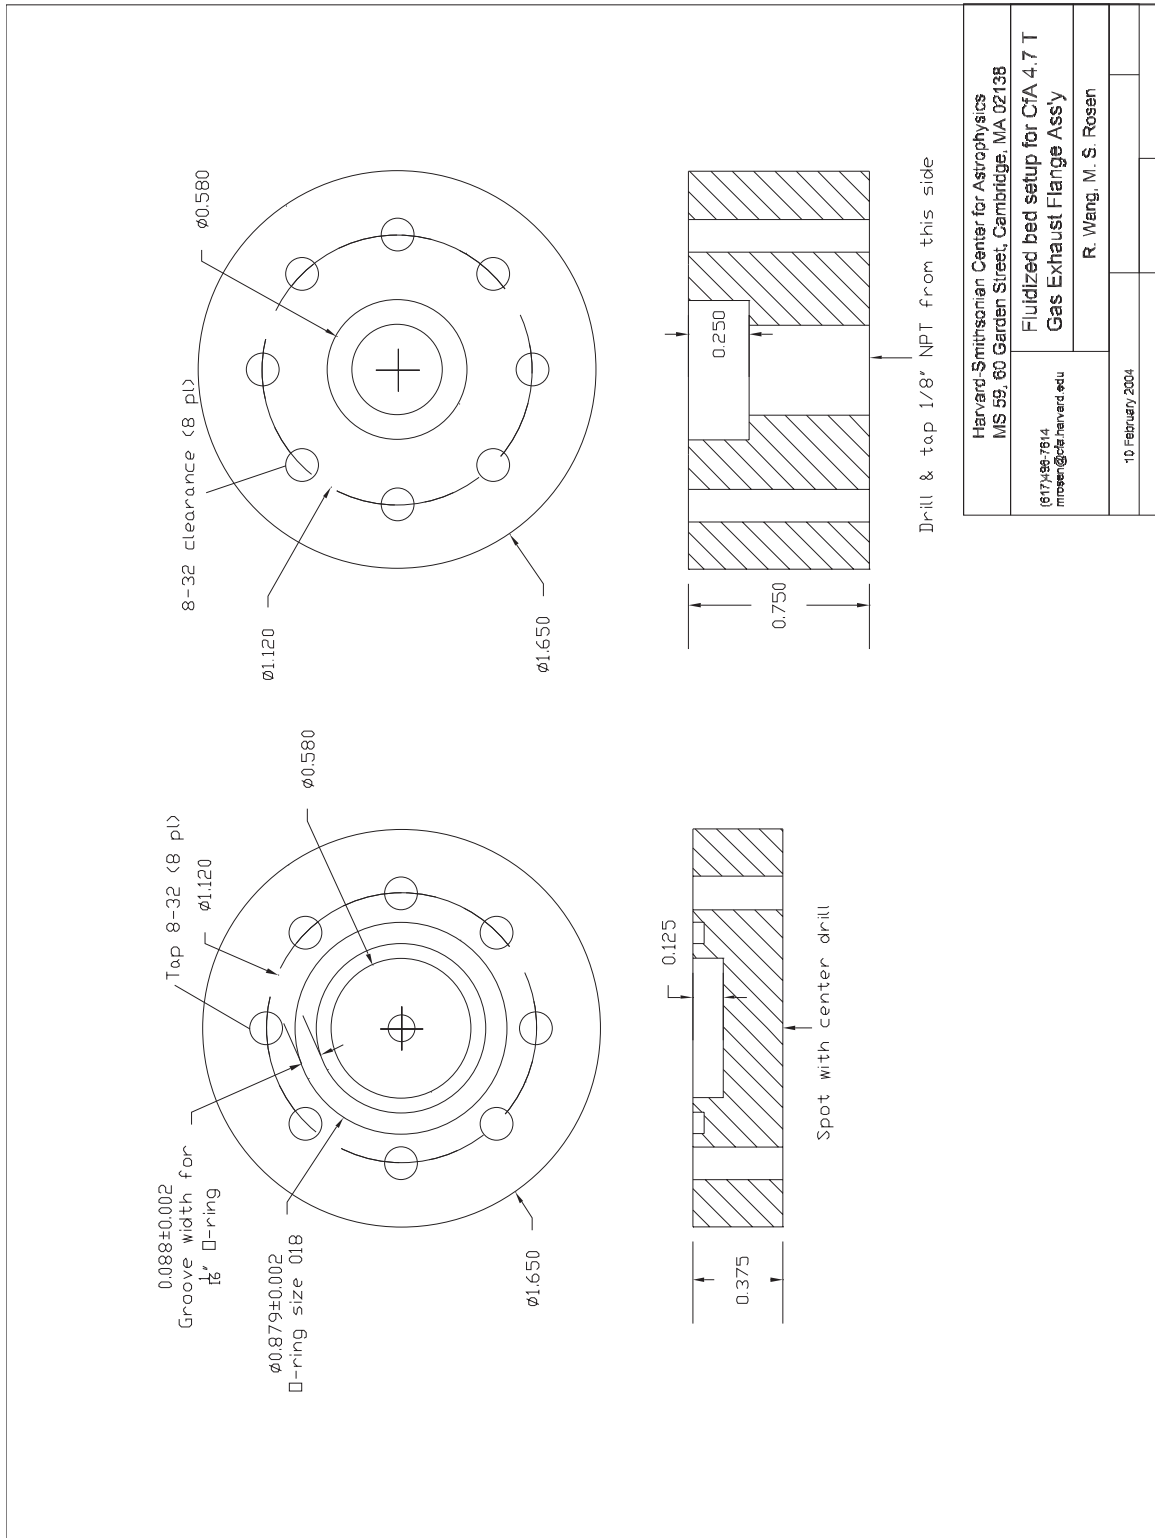 0.088±0.002
Groove width for
1/16″ O-ring
Ø0.879±0.002
O-ring size 018
Tap 8-32 (8 pl)
Ø1.120
Ø0.580
Ø1.650
0.125
0.375
Spot with center drill
8-32 clearance (8 pl)
Ø0.580
Ø1.120
Ø1.650
0.250
0.750
Drill & tap 1/8″ NPT from this side
Harvard-Smithsonian Center for Astrophysics
MS 59, 60 Garden Street, Cambridge, MA 02138
(617)496-7614
mrosen@cfa.harvard.edu
Fluidized bed setup for CfA 4.7 T
Gas Exhaust Flange Ass'y
R. Wang, M. S. Rosen
10 February 2004